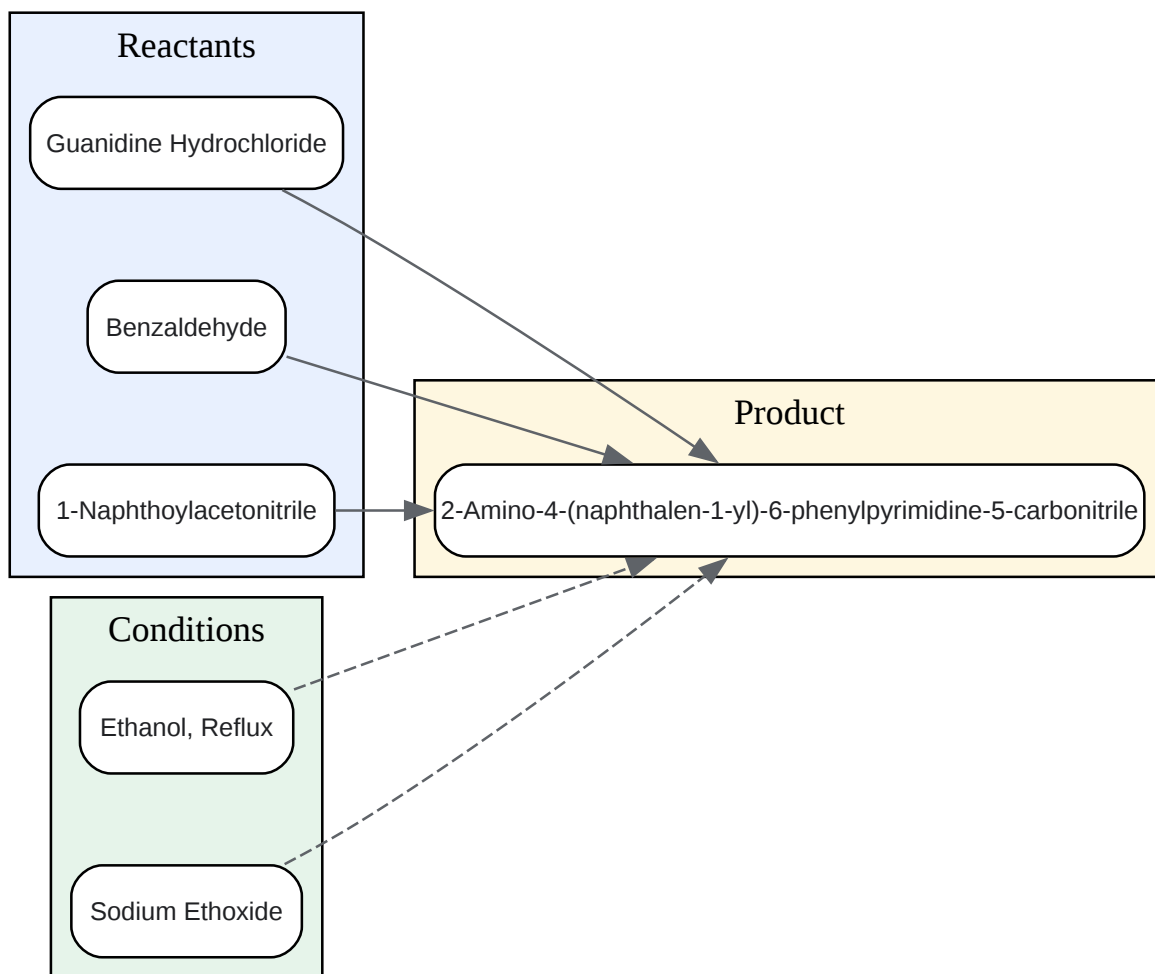 Reactants
Guanidine Hydrochloride
Benzaldehyde
1-Naphthoylacetonitrile
Product
2-Amino-4-(naphthalen-1-yl)-6-phenylpyrimidine-5-carbonitrile
Conditions
Ethanol, Reflux
Sodium Ethoxide